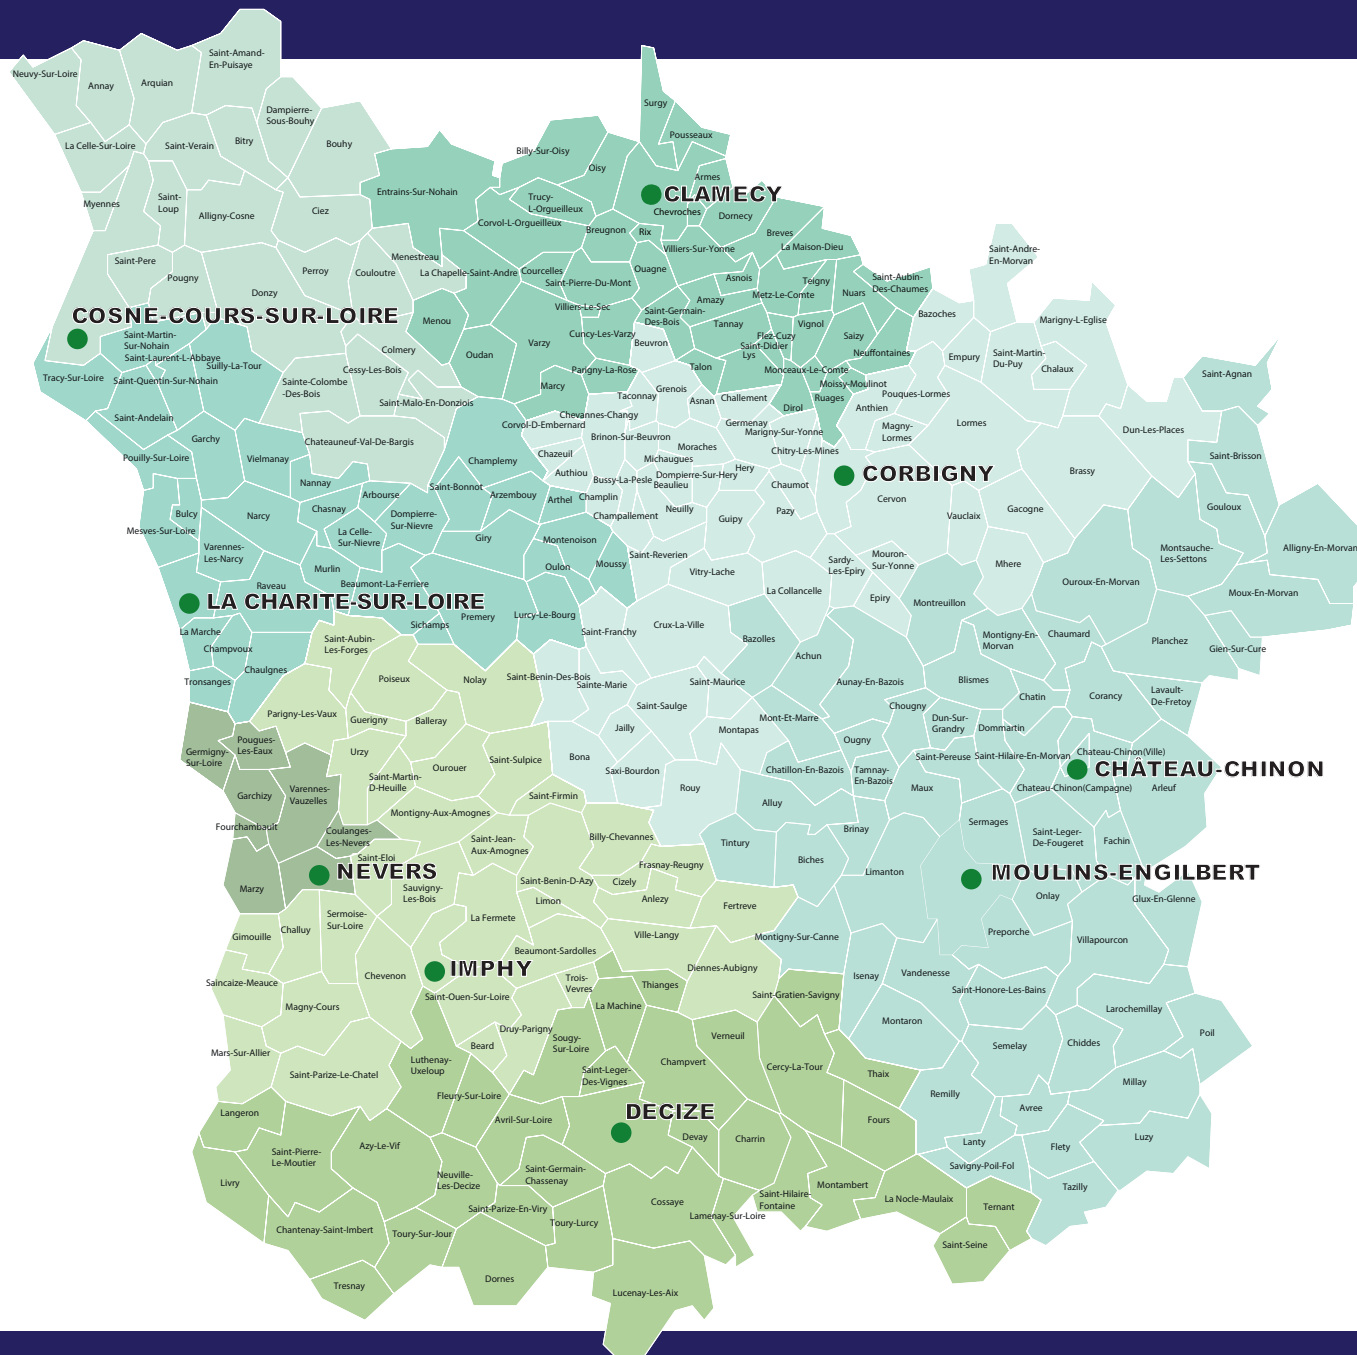 Saint-Amand-
En-Puisaye
Neuvy-Sur-Loire
Annay
Arquian
Surgy
Dampierre-
Sous-Bouhy
La Celle-Sur-Loire
Saint-Verain
Bitry
Bouhy
Pousseaux
Billy-Sur-Oisy
Oisy
Armes
Entrains-Sur-Nohain
CLAMECY
Myennes
Saint-
Loup
Alligny-Cosne
Ciez
Trucy-
L-Orgueilleux
Chevroches
Dornecy
Corvol-L-Orgueilleux
Breugnon
Rix
Breves
Villiers-Sur-Yonne
La Maison-Dieu
Saint-Andre-
En-Morvan
Saint-Pere
Menestreau
Pougny
Perroy
Couloutre
La Chapelle-Saint-Andre
Courcelles
Ouagne
Saint-Pierre-Du-Mont
Asnois
Teigny
Saint-Aubin-
Des-Chaumes
Donzy
Metz-Le-Comte
Nuars
Amazy
Villiers-Le-Sec
Saint-Germain-
Des-Bois
COSNE-COURS-SUR-LOIRE
Menou
Tannay
Vignol
Bazoches
Marigny-L-Eglise
Saint-Martin-
Sur-Nohain
Cuncy-Les-Varzy
Flez-Cuzy
Saizy
Varzy
Beuvron
Saint-Didier
Lys
Colmery
Oudan
Neuffontaines
Empury
Saint-Martin-
Du-Puy
Saint-Laurent-L-Abbaye
Suilly-La-Tour
Cessy-Les-Bois
Parigny-La-Rose
Talon
Monceaux-Le-Comte
Chalaux
Saint-Agnan
Tracy-Sur-Loire
Saint-Quentin-Sur-Nohain
Sainte-Colombe
-Des-Bois
Marcy
Moissy-Moulinot
Grenois
Taconnay
Asnan
Challement
Ruages
Pouques-Lormes
Saint-Malo-En-Donziois
Dirol
Anthien
Saint-Andelain
Chevannes-Changy
Corvol-D-Embernard
Germenay
Marigny-Sur-Yonne
Magny-
Lormes
Lormes
Dun-Les-Places
Garchy
Chateauneuf-Val-De-Bargis
Brinon-Sur-Beuvron
Moraches
Chitry-Les-Mines
Pouilly-Sur-Loire
Vielmanay
Champlemy
Chazeuil
Michaugues
Saint-Brisson
Authiou
Bussy-La-Pesle
Dompierre-Sur-Hery
Hery
CORBIGNY
Brassy
Nannay
Saint-Bonnot
Beaulieu
Chaumot
Arbourse
Arzembouy
Arthel
Champlin
Cervon
Bulcy
Narcy
Chasnay
Dompierre-
Sur-Nievre
Champallement
Neuilly
Guipy
Pazy
Vauclaix
Gacogne
Gouloux
Mesves-Sur-Loire
La Celle-
Sur-Nievre
Giry
Montenoison
Varennes-
Les-Narcy
Saint-Reverien
Montsauche-
Les-Settons
Alligny-En-Morvan
Murlin
Oulon
Moussy
Vitry-Lache
Sardy-
Les-Epiry
Mouron-
Sur-Yonne
Mhere
Raveau
Beaumont-La-Ferriere
La Collancelle
Ouroux-En-Morvan
Moux-En-Morvan
LA CHARITE-SUR-LOIRE
Epiry
Montreuillon
Sichamps
Premery
Lurcy-Le-Bourg
La Marche
Saint-Aubin-
Les-Forges
Saint-Franchy
Crux-La-Ville
Bazolles
Montigny-En-
Morvan
Chaumard
Planchez
Champvoux
Achun
Gien-Sur-Cure
Chaulgnes
Poiseux
Nolay
Saint-Benin-Des-Bois
Sainte-Marie
Saint-Maurice
Aunay-En-Bazois
Blismes
Tronsanges
Chatin
Corancy
Lavault-
De-Fretoy
Parigny-Les-Vaux
Guerigny
Balleray
Saint-Saulge
Mont-Et-Marre
Chougny
Dun-Sur-
Grandry
Dommartin
Germigny-
Sur-Loire
Pougues-
Les-Eaux
Urzy
Jailly
Montapas
Ougny
Saint-Pereuse
Saint-Hilaire-En-Morvan
Chateau-Chinon(Ville)
Ourouer
Saint-Sulpice
Bona
Saxi-Bourdon
Chatillon-En-Bazois
Tamnay-
En-Bazois
CHÂTEAU-CHINON
Saint-Martin-
D-Heuille
Garchizy
Varennes-
Vauzelles
Saint-Firmin
Rouy
Maux
Chateau-Chinon(Campagne)
Arleuf
Alluy
Montigny-Aux-Amognes
Fourchambault
Coulanges-
Les-Nevers
Saint-Jean-
Aux-Amognes
Billy-Chevannes
Tintury
Brinay
Sermages
Saint-Leger-
De-Fougeret
Fachin
Saint-Eloi
Biches
Frasnay-Reugny
NEVERS
Limanton
MOULINS-ENGILBERT
Marzy
Sauvigny-
Les-Bois
Saint-Benin-D-Azy
Cizely
Limon
Anlezy
Fertreve
Onlay
Glux-En-Glenne
Sermoise-
Sur-Loire
La Fermete
Gimouille
Challuy
Ville-Langy
Montigny-Sur-Canne
Preporche
Villapourcon
Beaumont-Sardolles
IMPHY
Saincaize-Meauce
Chevenon
Trois-
Vevres
Diennes-Aubigny
Isenay
Vandenesse
Thianges
Saint-Honore-Les-Bains
Saint-Ouen-Sur-Loire
Saint-Gratien-Savigny
Magny-Cours
La Machine
Larochemillay
Montaron
Druy-Parigny
Verneuil
Poil
Mars-Sur-Allier
Beard
Sougy-
Sur-Loire
Semelay
Chiddes
Luthenay-
Uxeloup
Champvert
Cercy-La-Tour
Saint-Parize-Le-Chatel
Saint-Leger-
Des-Vignes
Thaix
Millay
Fleury-Sur-Loire
Remilly
Langeron
DECIZE
Avree
Avril-Sur-Loire
Fours
Azy-Le-Vif
Devay
Charrin
Lanty
Flety
Luzy
Saint-Pierre-
Le-Moutier
Savigny-Poil-Fol
Livry
Neuville-
Les-Decize
Saint-Germain-
Chassenay
Montambert
Tazilly
Saint-Hilaire-
Fontaine
La Nocle-Maulaix
Cossaye
Saint-Parize-En-Viry
Ternant
Lamenay-Sur-Loire
Chantenay-Saint-Imbert
Toury-Sur-Jour
Toury-Lurcy
Saint-Seine
Tresnay
Dornes
Lucenay-Les-Aix